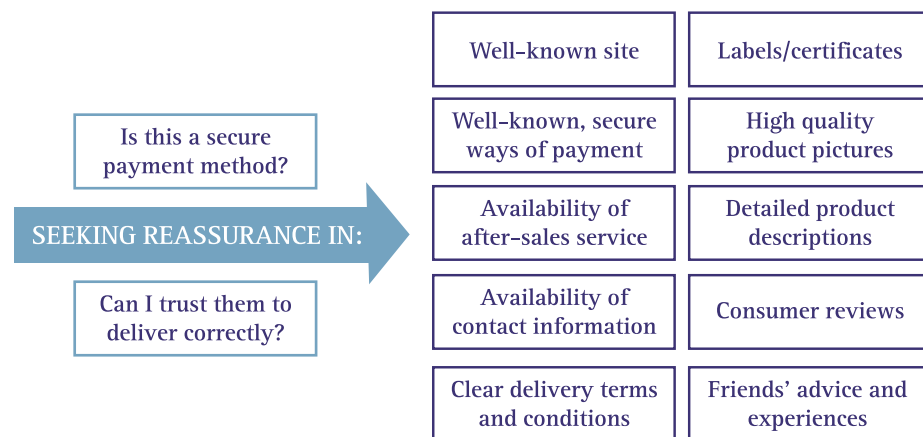 Is this a secure
payment method?
SEEKING REASSURANCE IN:
Can I trust them to
deliver correctly?
Well-known site
Labels/certificates
Well-known, secure
ways of payment
High quality
product pictures
Availability of
after-sales service
Detailed product
descriptions
Availability of
contact information
Consumer reviews
Clear delivery terms
and conditions
Friends' advice and
experiences